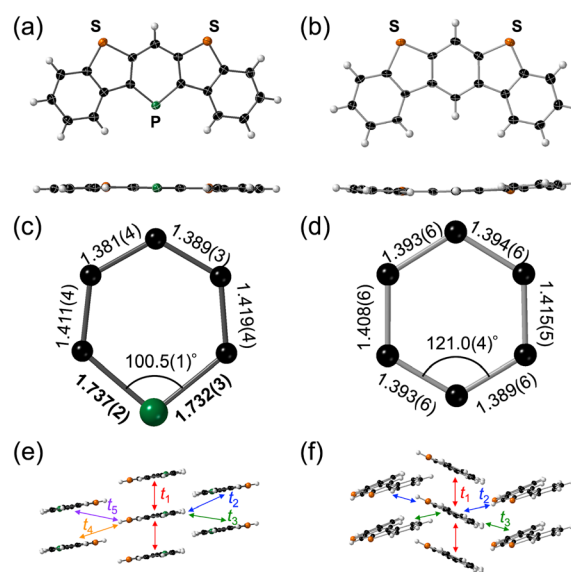 (a)
(b)
S S
S S
P
(c)
(d)
1.381(4) 1.389(3)
1.411(4) 1.419(4)
100.5(1)°
1.737(2) 1.732(3)
1.393(6) 1.394(6)
1.408(6) 1.415(5)
121.0(4)°
1.393(6) 1.389(6)
(e)
(f)
t5 t1 t2
t4 t3
t1 t2
t3